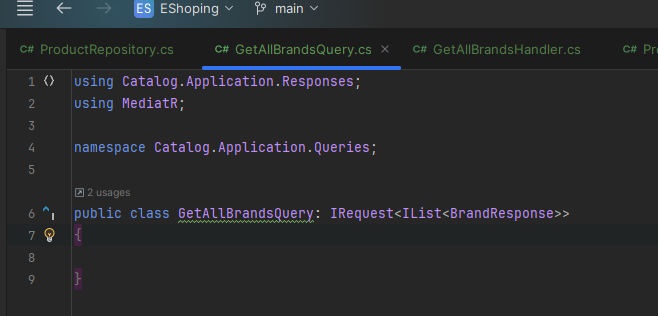 ES EShoping main
C# ProductRepository.cs C# GetAllBrandsQuery.cs C# GetAllBrandsHandler.cs C#
1 using Catalog.Application.Responses;
2 using MediatR;
3
4 namespace Catalog.Application.Queries;
5
2 usages
6 public class GetAllBrandsQuery: IRequest<IList<BrandResponse>>
7 {
8
9 }